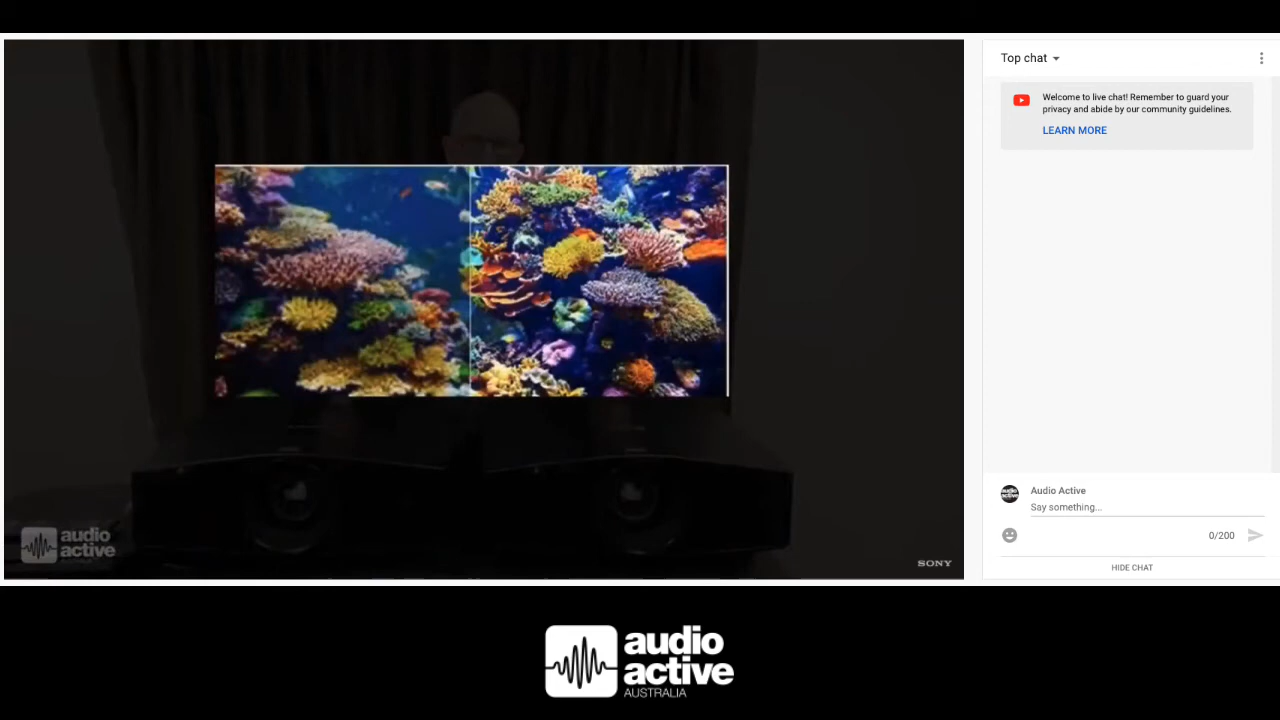 Top chat
Welcome to live chat! Remember to guard your
privacy and abide by our community guidelines.
LEARN MORE
Audio Active
Say something...
0/200
HIDE CHAT
audio
active
SONY
audio
active
AUSTRALIA